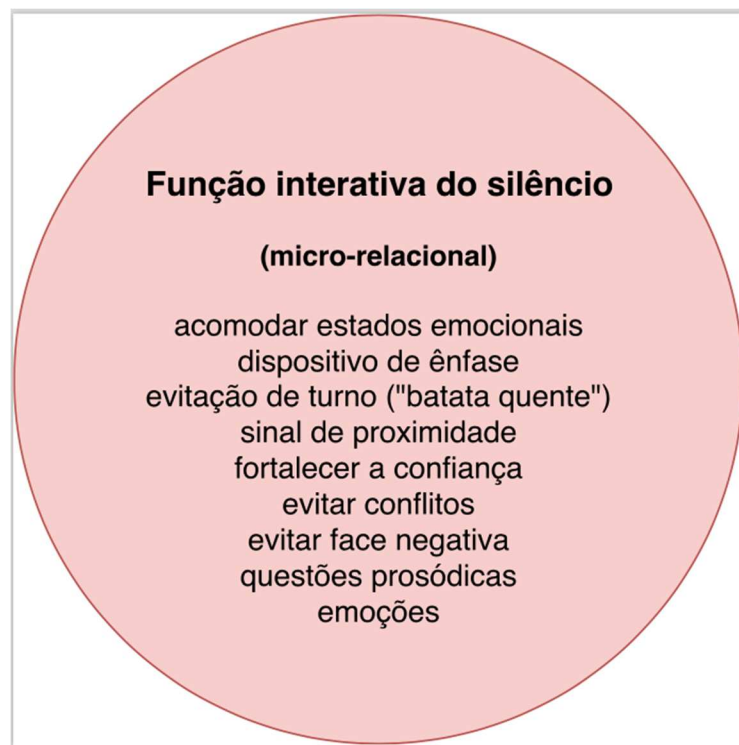 Função interativa do silêncio
(micro-relacional)
acomodar estados emocionais
dispositivo de ênfase
evitação de turno ("batata quente")
sinal de proximidade
fortalecer a confiança
evitar conflitos
evitar face negativa
questões prosódicas
emoções